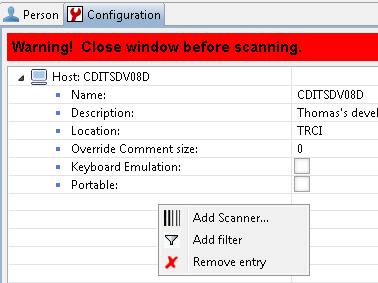 Person Configuration
Warning! Close window before scanning.
Host: CDITSDV08D
Name: CDITSDV08D
Description: Thomas's devel
Location: TRCI
Override Comment size: 0
Keyboard Emulation:
Portable:
Add Scanner...
Add filter
Remove entry